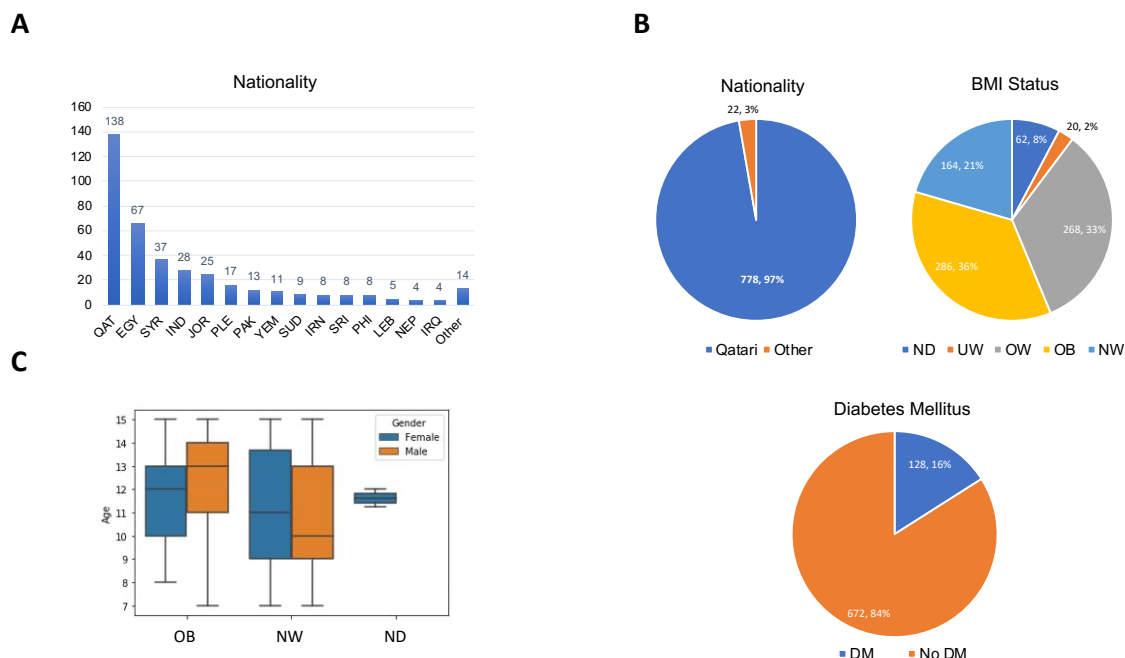 A
Nationality
160
140
120
100
80
60
40
20
0
138
67
37
28
25
17
13
11
9
8
8
8
5
4
4
14
QAT
EGY
SYR
IND
JOR
PLE
PAK
YEM
SUD
IRN
SRI
PHI
LEB
NEP
IRQ
Other
B
Nationality
22, 3%
778, 97%
Qatari Other
BMI Status
62, 8%
20, 2%
164, 21%
268, 33%
286, 36%
ND UW OW OB NW
Diabetes Mellitus
128, 16%
672, 84%
DM No DM
C
Gender
Female
Male
Age
15
14
13
12
11
10
9
8
7
OB NW ND